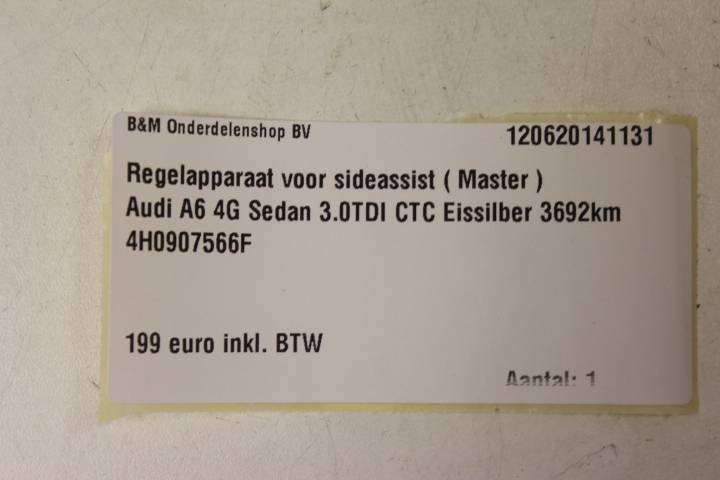 B&M Onderdelenshop BV
120620141131
Regelapparaat voor sideassist ( Master )
Audi A6 4G Sedan 3.0TDI CTC Eissilber 3692km
4H0907566F
199 euro inkl. BTW
Aantal: 1